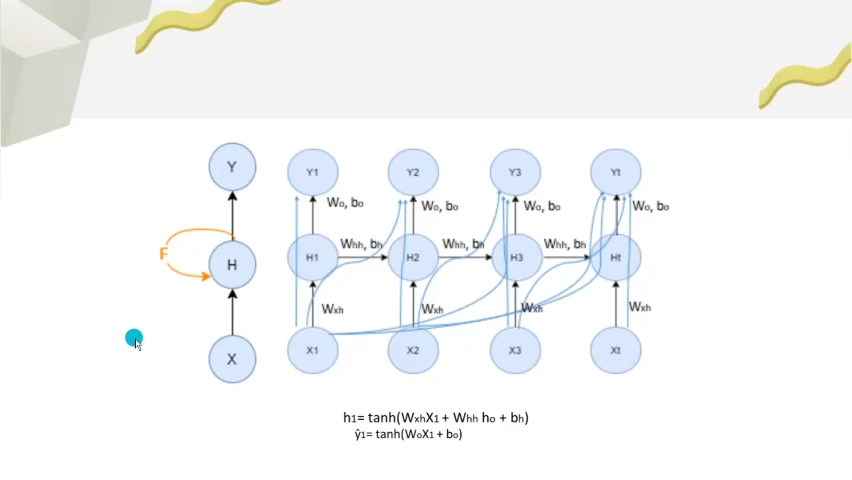 Y Y1 Y2 Y3 Yt
Wo, bo Wo, bo Wo, bo Wo, bo
F H H1 Whh, bh H2 Whh, bh H3 Whh, bh Ht
Wxh Wxh Wxh Wxh
X X1 X2 X3 Xt
h1= tanh(WxhX1 + Whh ho + bh)
ŷ1= tanh(WoX1 + bo)